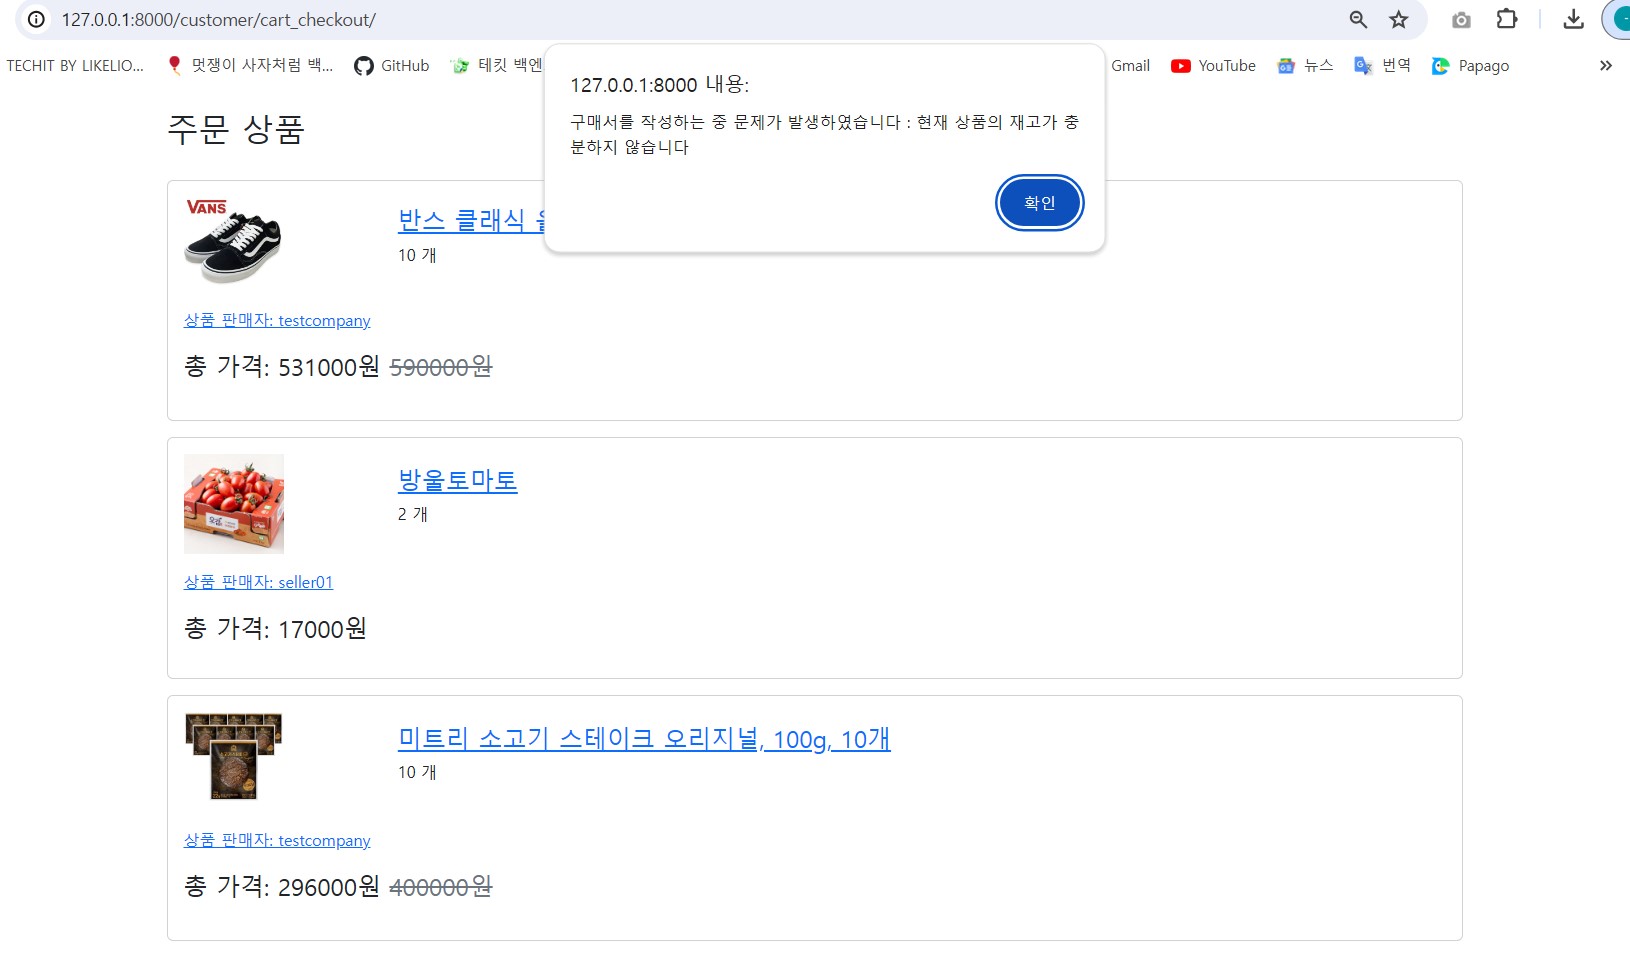 127.0.0.1:8000/customer/cart_checkout/
TECHIT BY LIKELIO... 멋쟁이 사자처럼 백... GitHub 테킷 백엔 Gmail YouTube 뉴스 번역 Papago
127.0.0.1:8000 내용:
구매서를 작성하는 중 문제가 발생하였습니다 : 현재 상품의 재고가 충
분하지 않습니다
확인
주문 상품
VANS
반스 클래식
10 개
상품 판매자: testcompany
총 가격: 531000원 590000원
방울토마토
2 개
상품 판매자: seller01
총 가격: 17000원
미트리 소고기 스테이크 오리지널, 100g, 10개
10 개
상품 판매자: testcompany
총 가격: 296000원 400000원